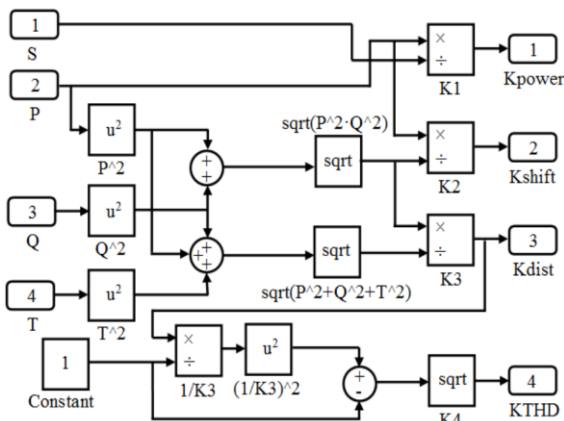 1
S
2
P
×
÷
K1
1
Kpower
u²
P^2
+
+
sqrt(P^2·Q^2)
sqrt
×
÷
K2
2
Kshift
3
Q
u²
Q^2
+
+
+
sqrt
sqrt(P^2+Q^2+T^2)
×
÷
K3
3
Kdist
4
T
u²
T^2
1
Constant
×
÷
1/K3
u²
(1/K3)^2
+
-
sqrt
K4
4
KTHD